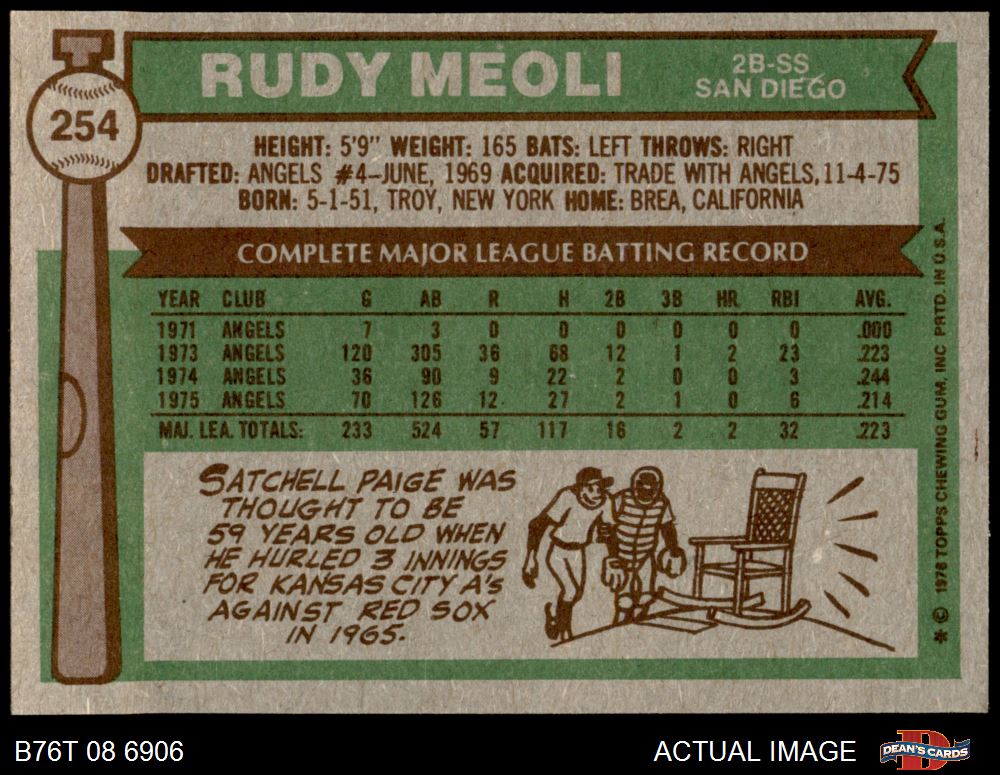 RUDY MEOLI
2B-SS
SAN DIEGO
254
HEIGHT: 5'9" WEIGHT: 165 BATS: LEFT THROWS: RIGHT
DRAFTED: ANGELS #4–JUNE, 1969 ACQUIRED: TRADE WITH ANGELS, 11-4-75
BORN: 5-1-51, TROY, NEW YORK HOME: BREA, CALIFORNIA
COMPLETE MAJOR LEAGUE BATTING RECORD
YEAR CLUB G AB R H 2B 3B HR RBI AVG.
1971 ANGELS 7 3 0 0 0 0 0 0 .000
1973 ANGELS 120 305 36 68 12 1 2 23 .223
1974 ANGELS 36 90 9 22 2 0 0 3 .244
1975 ANGELS 70 126 12 27 2 1 0 6 .214
MAJ. LEA. TOTALS: 233 524 57 117 16 2 2 32 .223
SATCHELL PAIGE WAS
THOUGHT TO BE
59 YEARS OLD WHEN
HE HURLED 3 INNINGS
FOR KANSAS CITY A's
AGAINST RED SOX
IN 1965.
* © 1976 TOPPS CHEWING GUM, INC PRTD. IN U.S.A.
B76T 08 6906
ACTUAL IMAGE
D
DEAN'S CARDS